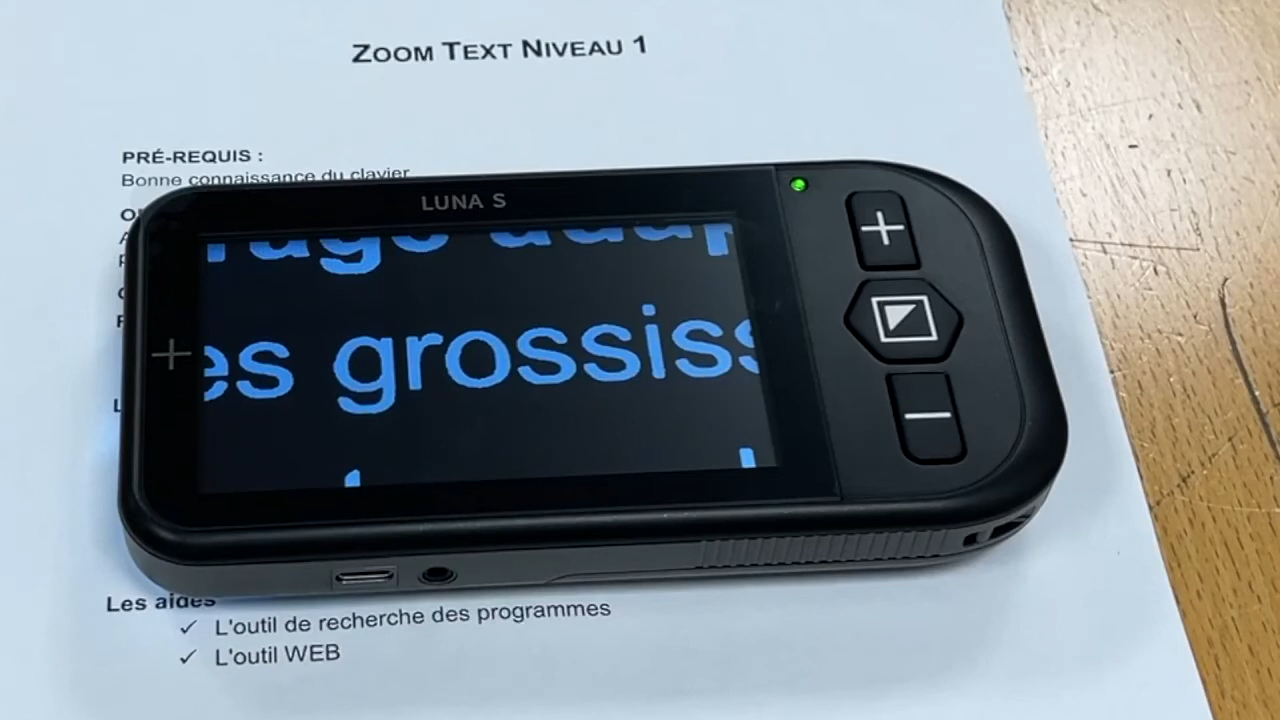 ZOOM TEXT NIVEAU 1
PRÉ-REQUIS :
Bonne connaissance du clavier
LUNA S
es grossiss
Les aides
✓ L'outil de recherche des programmes
✓ L'outil WEB